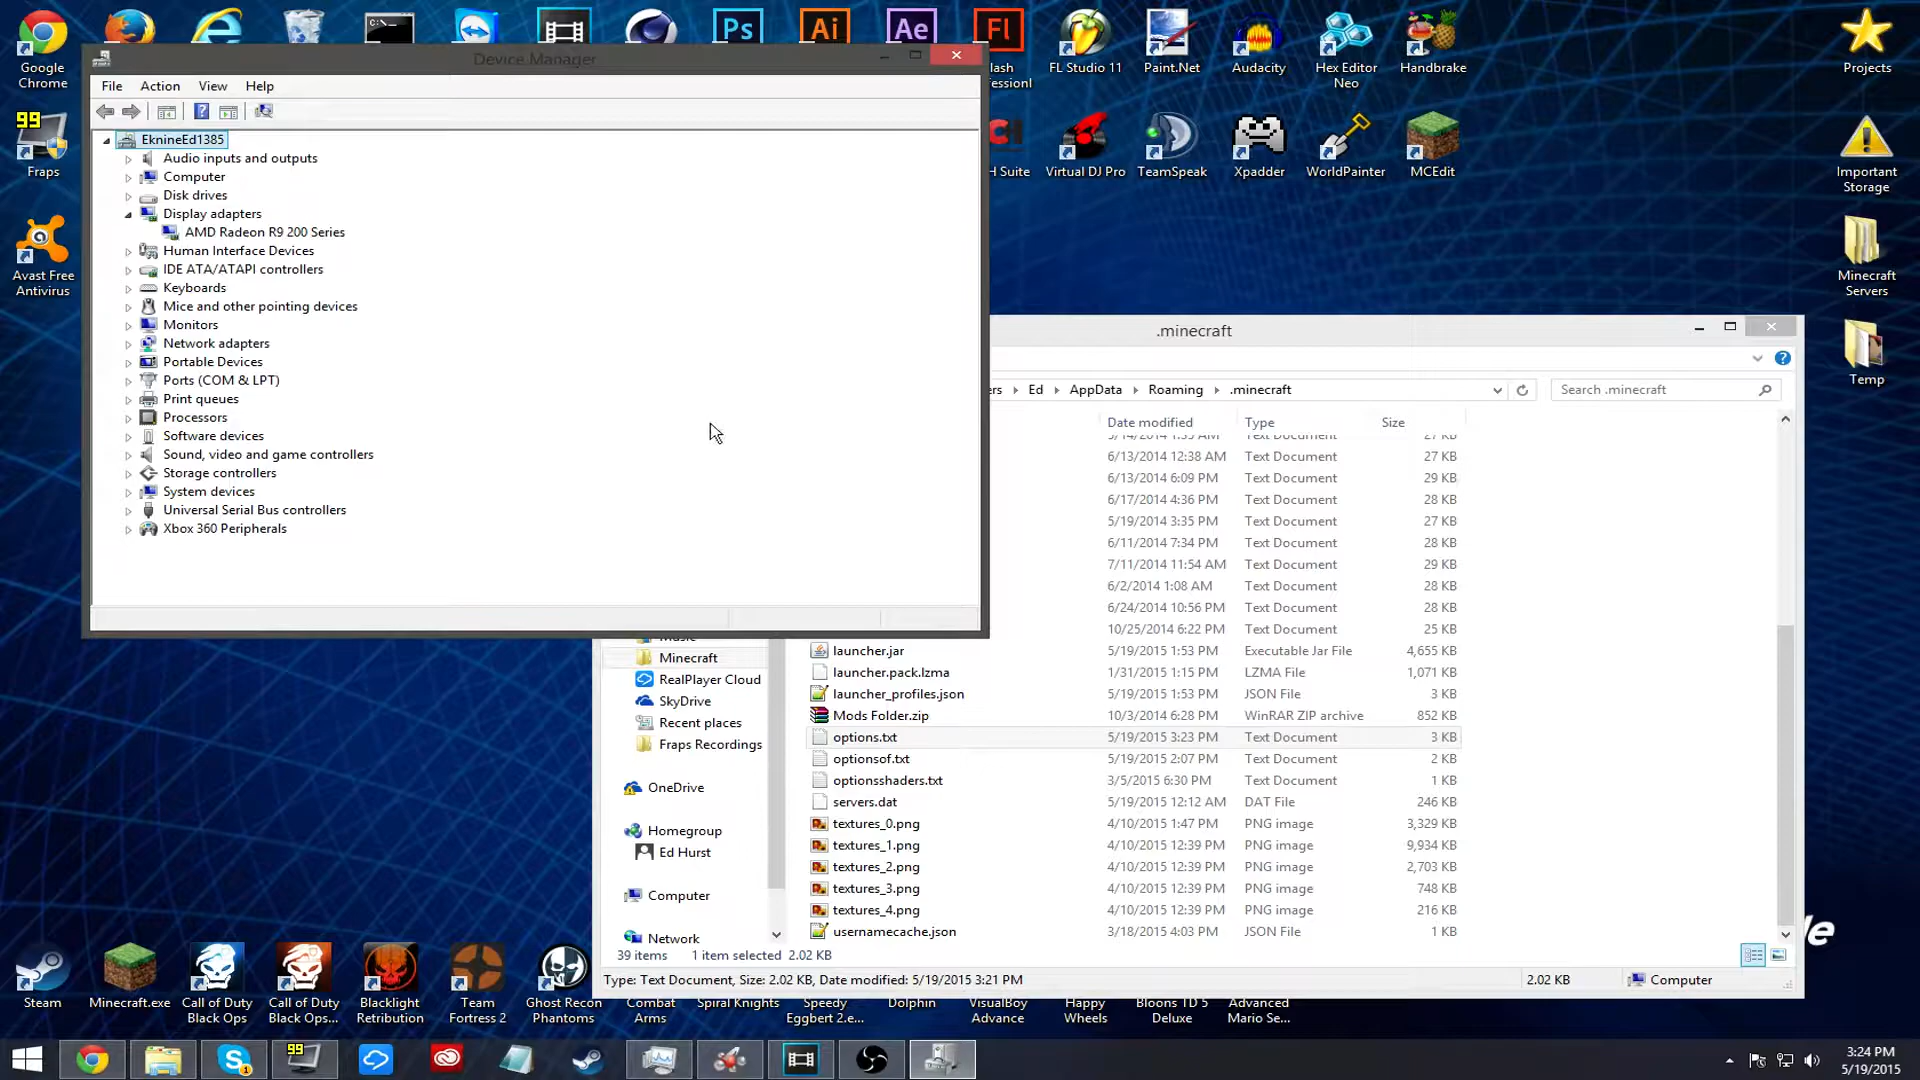 Ps
Ai
Ae
Fl
Google
Chrome
lash
essionl
FL Studio 11
Paint.Net
Audacity
Hex Editor
Neo
Handbrake
Projects
Device Manager
File
Action
View
Help
EknineEd1385
Audio inputs and outputs
Computer
Disk drives
Display adapters
AMD Radeon R9 200 Series
Human Interface Devices
IDE ATA/ATAPI controllers
Keyboards
Mice and other pointing devices
Monitors
Network adapters
Portable Devices
Ports (COM & LPT)
Print queues
Processors
Software devices
Sound, video and game controllers
Storage controllers
System devices
Universal Serial Bus controllers
Xbox 360 Peripherals
99
Fraps
Avast Free
Antivirus
H Suite
Virtual DJ Pro
TeamSpeak
Xpadder
WorldPainter
MCEdit
Important
Storage
Minecraft
Servers
Temp
.minecraft
ers
Ed
AppData
Roaming
.minecraft
Search .minecraft
Date modified
Type
Size
5/14/2014 1:35 AM Text Document 27 KB
6/13/2014 12:38 AM Text Document 27 KB
6/13/2014 6:09 PM Text Document 29 KB
6/17/2014 4:36 PM Text Document 28 KB
5/19/2014 3:35 PM Text Document 27 KB
6/11/2014 7:34 PM Text Document 28 KB
7/11/2014 11:54 AM Text Document 29 KB
6/2/2014 1:08 AM Text Document 28 KB
6/24/2014 10:56 PM Text Document 28 KB
10/25/2014 6:22 PM Text Document 25 KB
launcher.jar 5/19/2015 1:53 PM Executable Jar File 4,655 KB
launcher.pack.lzma 1/31/2015 1:15 PM LZMA File 1,071 KB
launcher_profiles.json 5/19/2015 1:53 PM JSON File 3 KB
Mods Folder.zip 10/3/2014 6:28 PM WinRAR ZIP archive 852 KB
options.txt 5/19/2015 3:23 PM Text Document 3 KB
optionsof.txt 5/19/2015 2:07 PM Text Document 2 KB
optionsshaders.txt 3/5/2015 6:30 PM Text Document 1 KB
servers.dat 5/19/2015 12:12 AM DAT File 246 KB
textures_0.png 4/10/2015 1:47 PM PNG image 3,329 KB
textures_1.png 4/10/2015 12:39 PM PNG image 9,934 KB
textures_2.png 4/10/2015 12:39 PM PNG image 2,703 KB
textures_3.png 4/10/2015 12:39 PM PNG image 748 KB
textures_4.png 4/10/2015 12:39 PM PNG image 216 KB
usernamecache.json 3/18/2015 4:03 PM JSON File 1 KB
Music
Minecraft
RealPlayer Cloud
SkyDrive
Recent places
Fraps Recordings
OneDrive
Homegroup
Ed Hurst
Computer
Network
39 items 1 item selected 2.02 KB
Type: Text Document, Size: 2.02 KB, Date modified: 5/19/2015 3:21 PM
2.02 KB
Computer
Steam
Minecraft.exe
Call of Duty
Black Ops
Call of Duty
Black Ops...
Blacklight
Retribution
Team
Fortress 2
Ghost Recon
Phantoms
Combat
Arms
Spiral Knights
Speedy
Eggbert 2.e...
Dolphin
VisualBoy
Advance
Happy
Wheels
Bloons TD 5
Deluxe
Advanced
Mario Se...
99
3:24 PM
5/19/2015